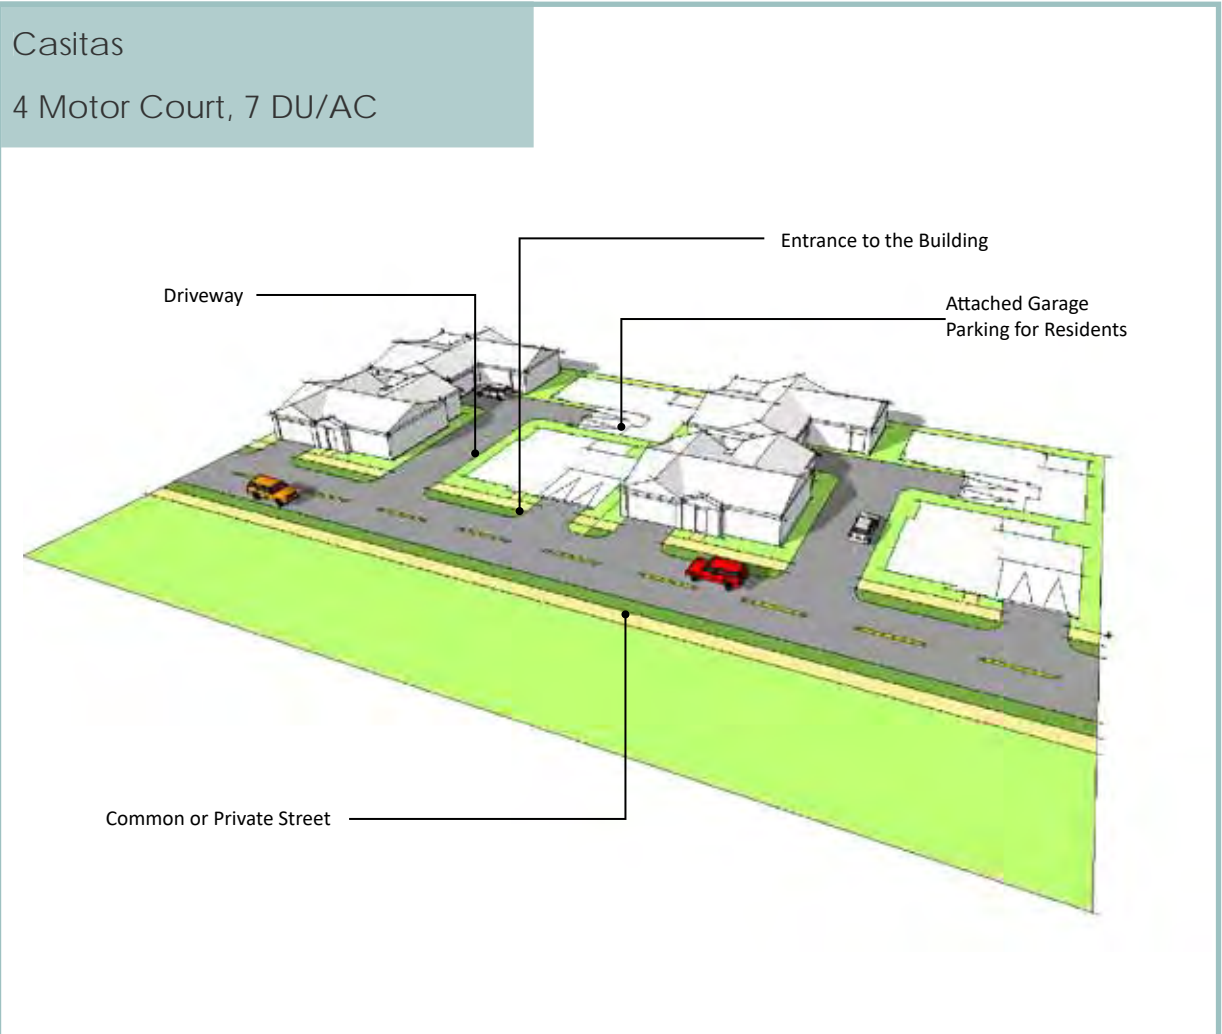 Casitas
4 Motor Court, 7 DU/AC
Entrance to the Building
Driveway
Attached Garage
Parking for Residents
Common or Private Street